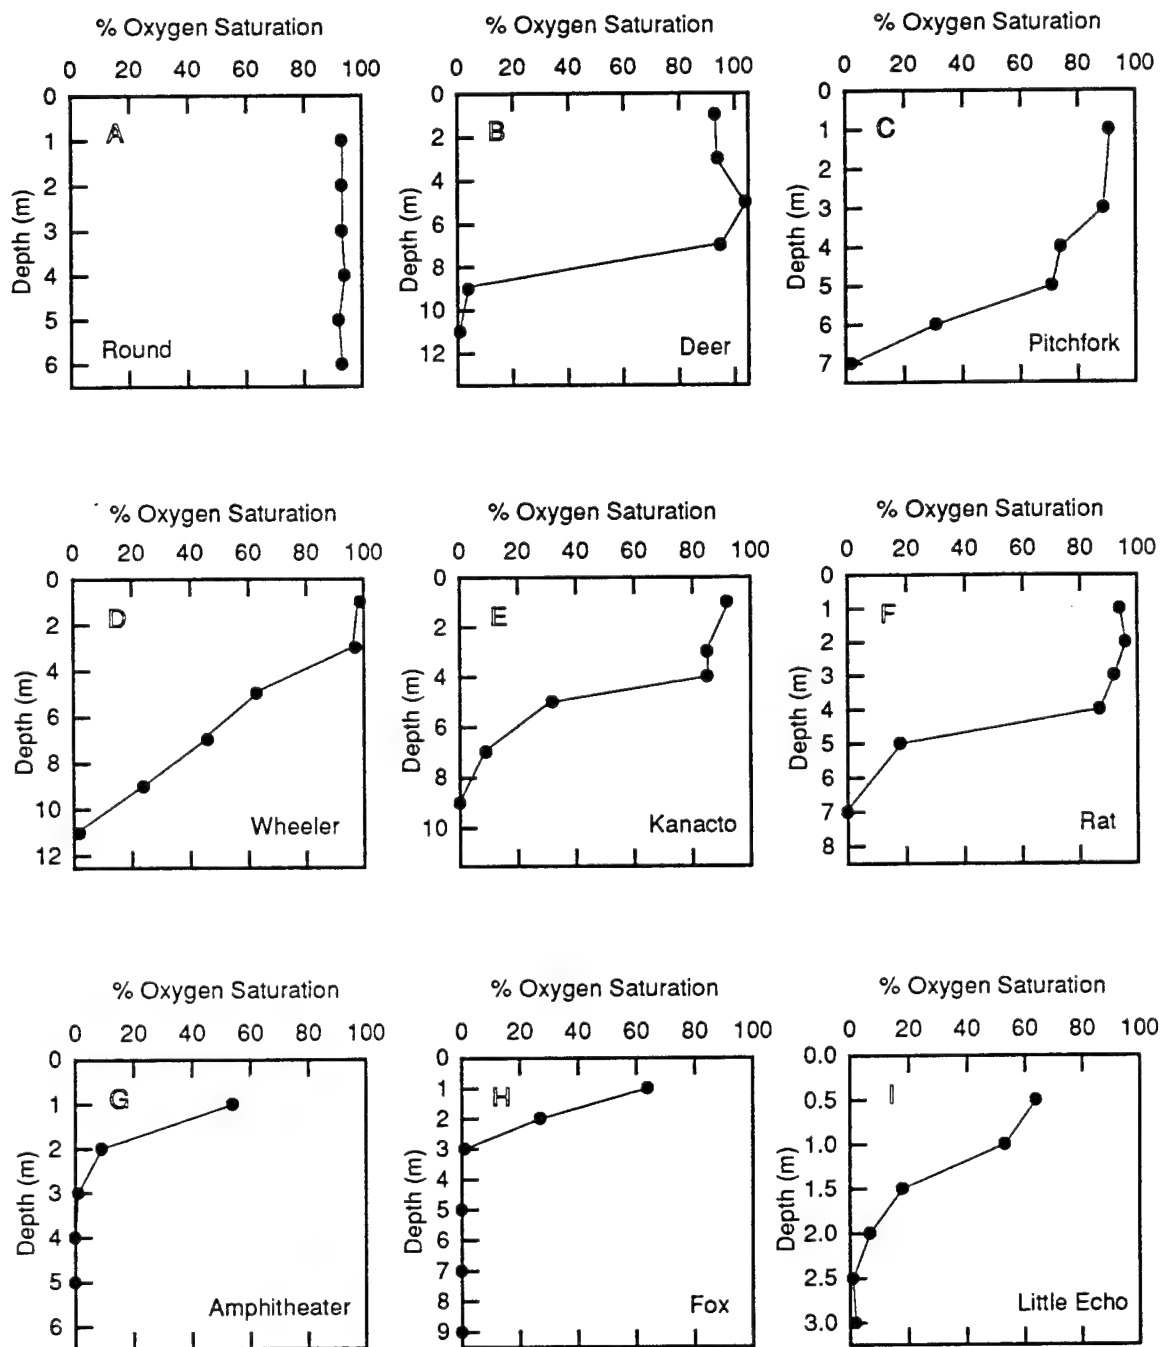 % Oxygen Saturation
0 20 40 60 80 100
0
1
2
3
4
5
6
Depth (m)
A
Round
% Oxygen Saturation
0 20 40 60 80 100
0
2
4
6
8
10
12
Depth (m)
B
Deer
% Oxygen Saturation
0 20 40 60 80 100
0
1
2
3
4
5
6
7
Depth (m)
C
Pitchfork
% Oxygen Saturation
0 20 40 60 80 100
0
2
4
6
8
10
12
Depth (m)
D
Wheeler
% Oxygen Saturation
0 20 40 60 80 100
0
2
4
6
8
10
Depth (m)
E
Kanacto
% Oxygen Saturation
0 20 40 60 80 100
0
1
2
3
4
5
6
7
8
Depth (m)
F
Rat
% Oxygen Saturation
0 20 40 60 80 100
0
1
2
3
4
5
6
Depth (m)
G
Amphitheater
% Oxygen Saturation
0 20 40 60 80 100
0
1
2
3
4
5
6
7
8
9
Depth (m)
H
Fox
% Oxygen Saturation
0 20 40 60 80 100
0.0
0.5
1.0
1.5
2.0
2.5
3.0
Depth (m)
I
Little Echo